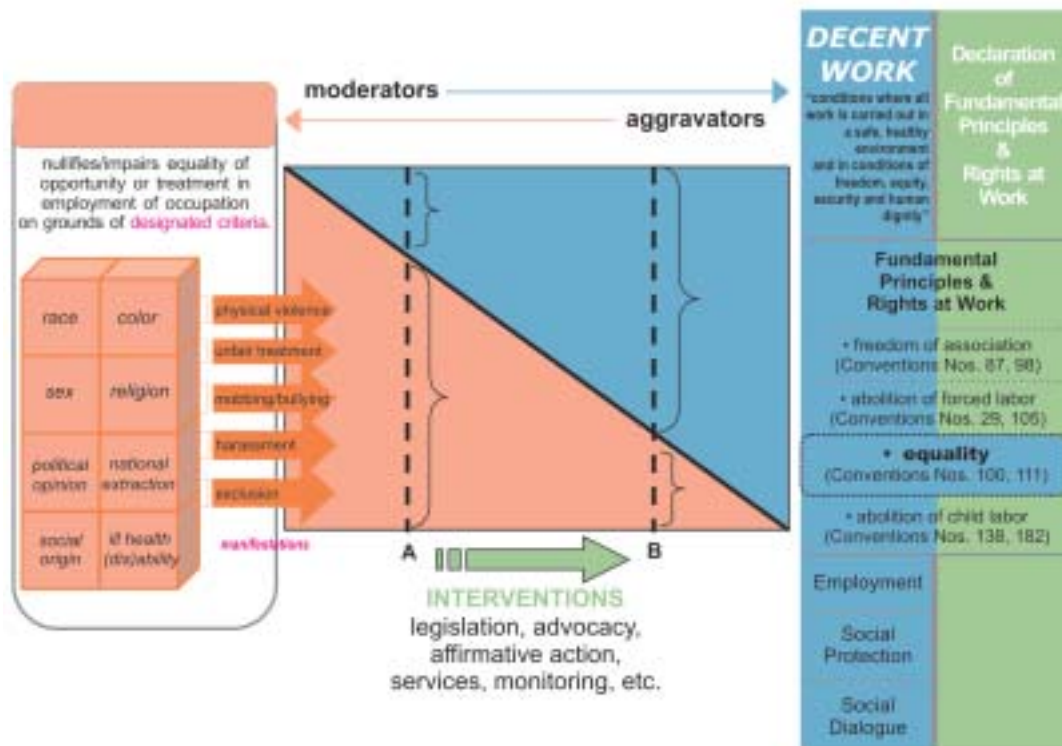 moderators
aggravators
nullifies/impairs equality of
opportunity or treatment in
employment of occupation
on grounds of designated criteria.
race
color
sex
religion
political
opinion
national
extraction
social
origin
ill health
(dis)ability
physical violence
unfair treatment
mobbing/bullying
harassment
exclusion
manifestations
A
B
INTERVENTIONS
legislation, advocacy,
affirmative action,
services, monitoring, etc.
DECENT
WORK
"conditions where all
work is carried out in
a safe, healthy
environment
and in conditions of
freedom, equity,
security and human
dignity"
Declaration
of
Fundamental
Principles
&
Rights at
Work
Fundamental
Principles &
Rights at Work
• freedom of association
(Conventions Nos. 87, 98)
• abolition of forced labor
(Conventions Nos. 29, 105)
• equality
(Conventions Nos. 100, 111)
• abolition of child labor
(Conventions Nos. 138, 182)
Employment
Social
Protection
Social
Dialogue